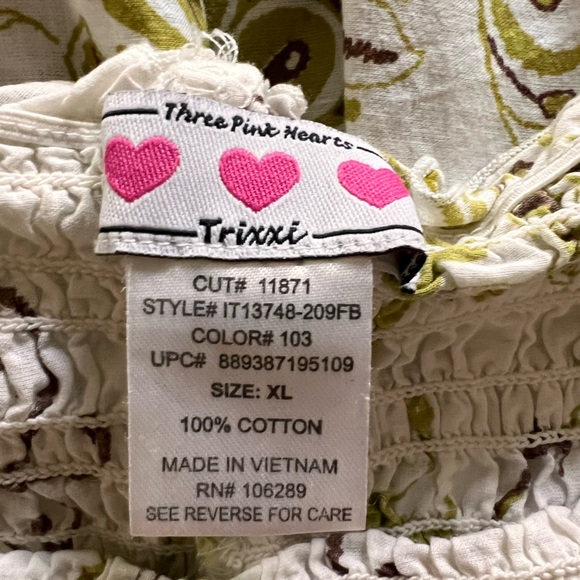 Three Pink Hearts
Trixxi
CUT# 11871
STYLE# IT13748-209FB
COLOR# 103
UPC# 889387195109
SIZE: XL
100% COTTON
MADE IN VIETNAM
RN# 106289
SEE REVERSE FOR CARE